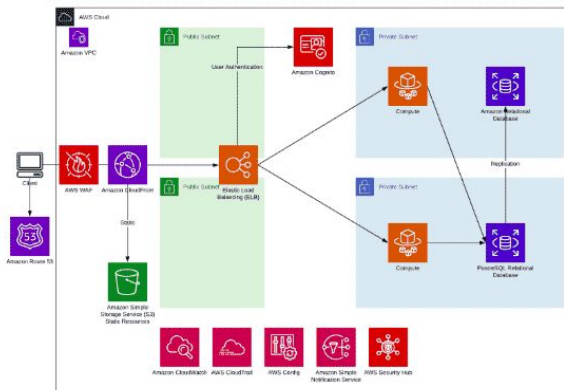 AWS Cloud
Amazon VPC
Public Subnet
Private Subnet
User Authentication
Amazon Cognito
Compute
Amazon Relational
Database
Client
AWS WAF
Amazon CloudFront
Elastic Load
Balancing (ELB)
Public Subnet
Private Subnet
Replication
53
Amazon Route 53
Static
Compute
Relational
Database
Amazon Simple
Storage Service (S3)
Static Resources
Amazon CloudWatch
AWS CloudTrail
AWS Config
Amazon Simple
Notification Service
AWS Security Hub